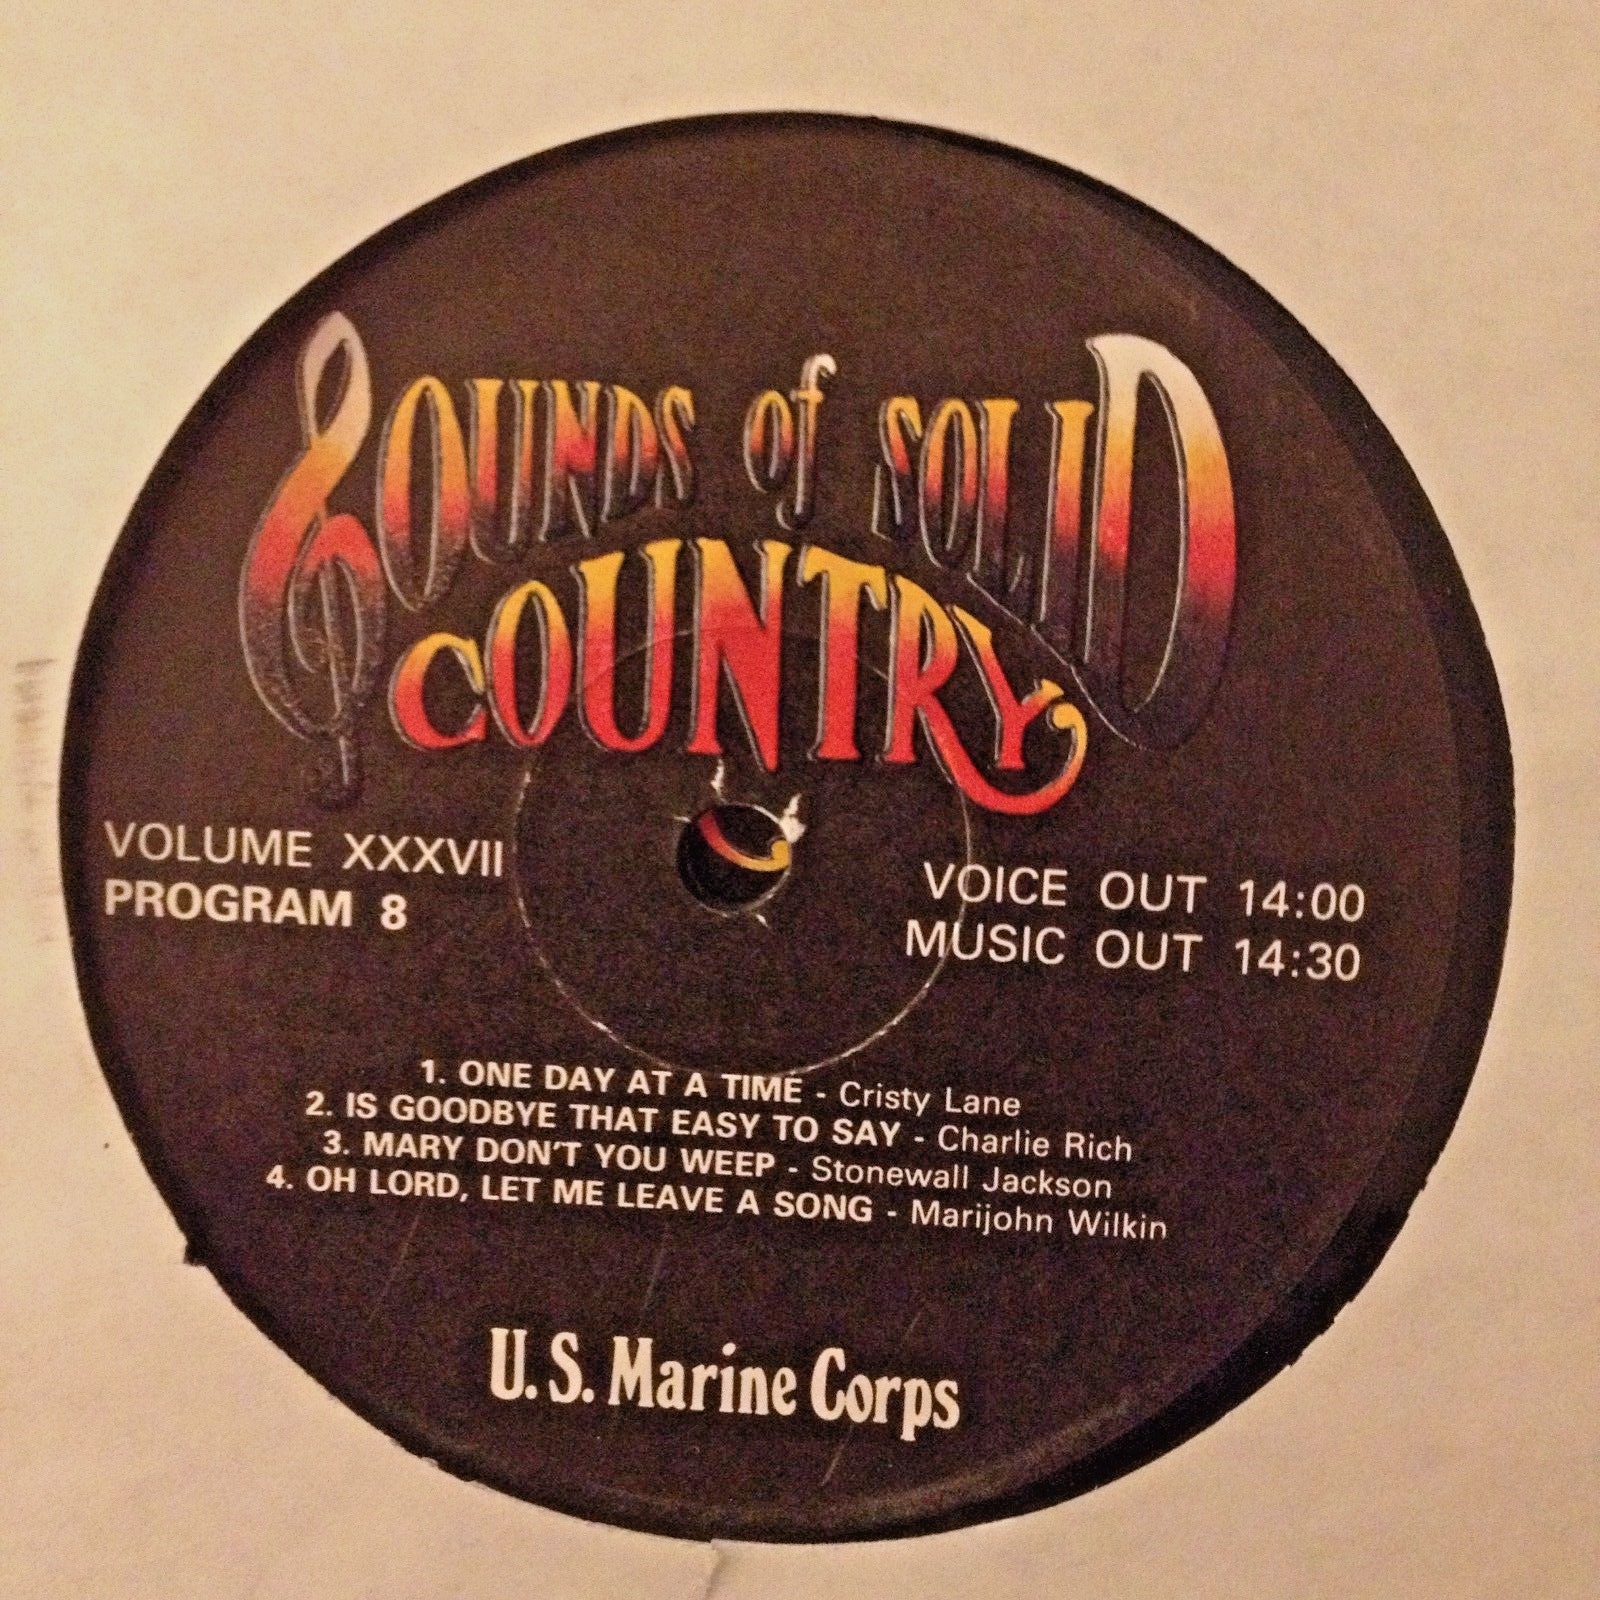 SOUNDS of SOLID
COUNTRY
VOLUME XXXVII
PROGRAM 8
VOICE OUT 14:00
MUSIC OUT 14:30
1. ONE DAY AT A TIME - Cristy Lane
2. IS GOODBYE THAT EASY TO SAY - Charlie Rich
3. MARY DON'T YOU WEEP - Stonewall Jackson
4. OH LORD, LET ME LEAVE A SONG - Marijohn Wilkin
U.S. Marine Corps